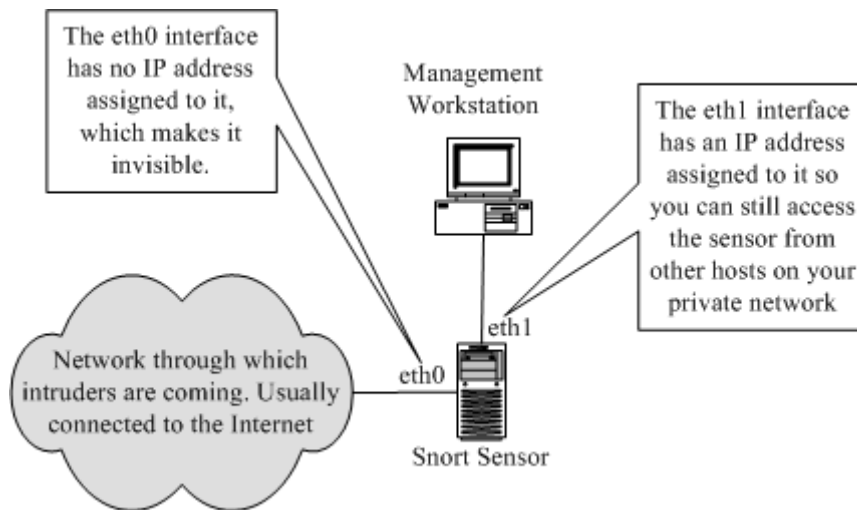 The eth0 interface
has no IP address
assigned to it,
which makes it
invisible.
Management
Workstation
The eth1 interface
has an IP address
assigned to it so
you can still access
the sensor from
other hosts on your
private network
eth1
eth0
Network through which
intruders are coming. Usually
connected to the Internet
Snort Sensor